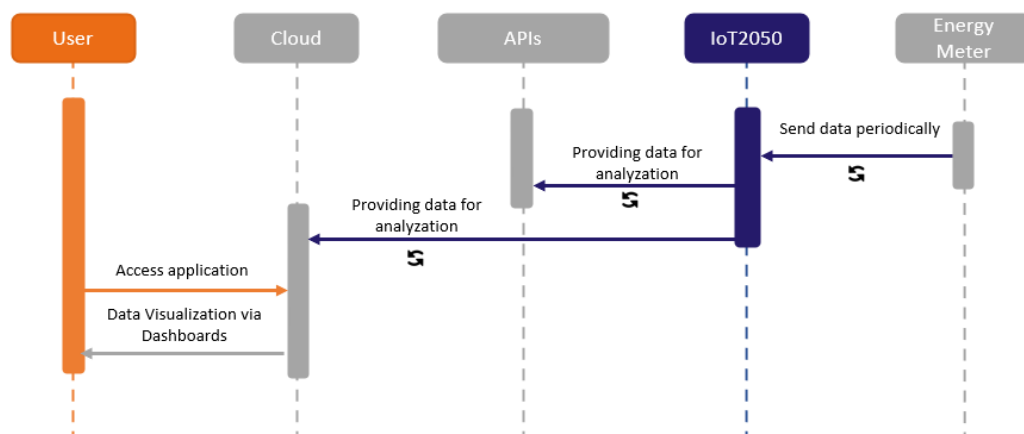 User
Cloud
APIs
IoT2050
Energy
Meter
Send data periodically
Providing data for
analyzation
Providing data for
analyzation
Access application
Data Visualization via
Dashboards